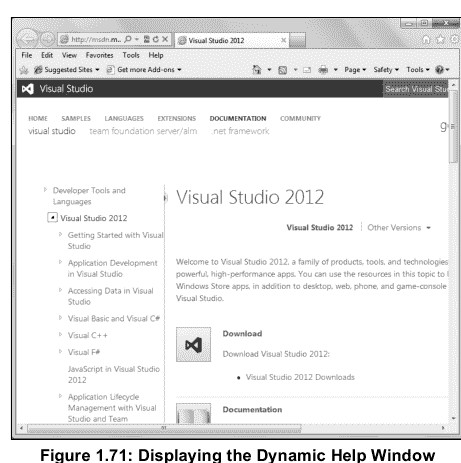 http://msdn.m..
Visual Studio 2012
File Edit View Favorites Tools Help
Suggested Sites Get more Add-ons Page Safety Tools
Visual Studio
Search Visual Stu
HOME SAMPLES LANGUAGES EXTENSIONS DOCUMENTATION COMMUNITY
visual studio team foundation server/alm .net framework
Developer Tools and
Languages
Visual Studio 2012
Getting Started with Visual
Studio
Application Development
in Visual Studio
Accessing Data in Visual
Studio
Visual Basic and Visual C#
Visual C++
Visual F#
JavaScript in Visual Studio
2012
Application Lifecycle
Management with Visual
Studio and Team
Visual Studio 2012
Visual Studio 2012 | Other Versions
Welcome to Visual Studio 2012, a family of products, tools, and technologies
powerful, high-performance apps. You can use the resources in this topic to
Windows Store apps, in addition to desktop, web, phone, and game-console
Visual Studio.
Download
Download Visual Studio 2012:
• Visual Studio 2012 Downloads
Documentation
Figure 1.71: Displaying the Dynamic Help Window